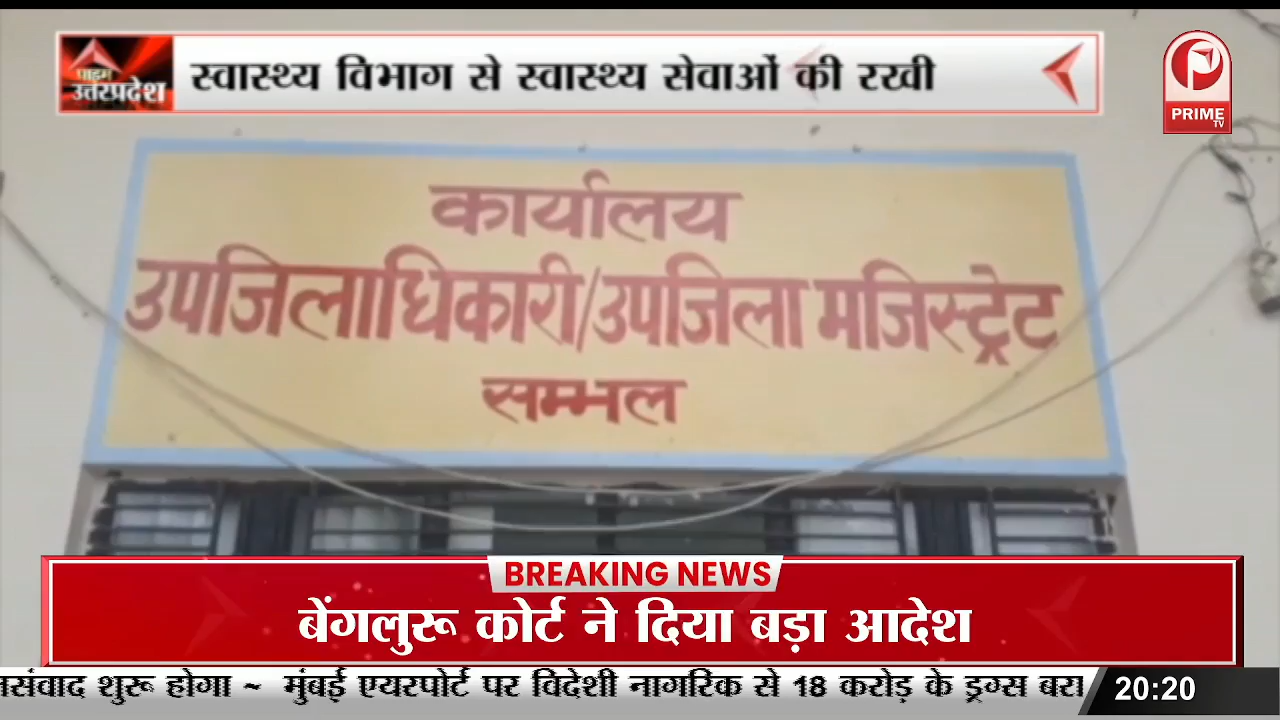 प्राइम
उत्तरप्रदेश
स्वास्थ्य विभाग से स्वास्थ्य सेवाओं की रखी
PRIME
TV
कार्यालय
उपजिलाधिकारी/उपजिला मजिस्ट्रेट
सम्भल
BREAKING NEWS
बेंगलुरू कोर्ट ने दिया बड़ा आदेश
शुरू होगा ~ मुंबई एयरपोर्ट पर विदेशी नागरिक से 18 करोड़ के ड्रग्स
20:20